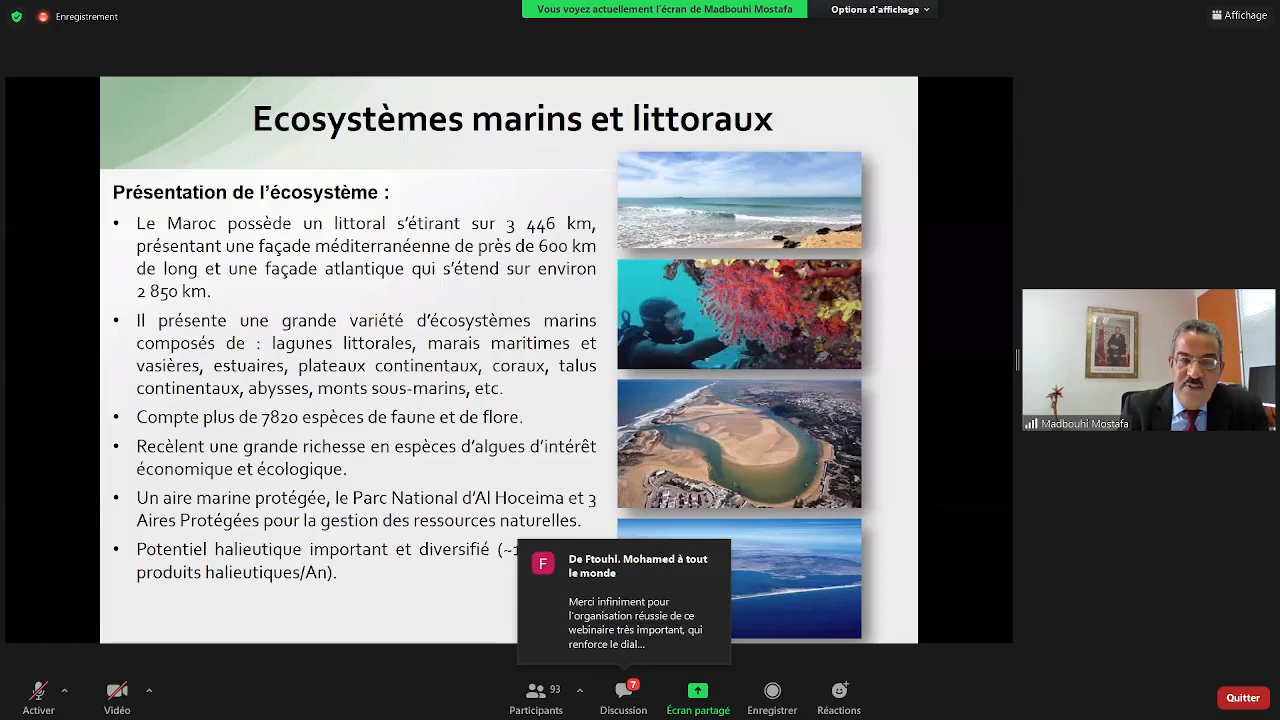 Enregistrement
Vous voyez actuellement l'écran de Madbouhi Mostafa
Options d'affichage
Affichage
Ecosystèmes marins et littoraux
Présentation de l'écosystème :
• Le Maroc possède un littoral s'étirant sur 3 446 km,
présentant une façade méditerranéenne de près de 600 km
de long et une façade atlantique qui s'étend sur environ
2 850 km.
• Il présente une grande variété d'écosystèmes marins
composés de : lagunes littorales, marais maritimes et
vasières, estuaires, plateaux continentaux, coraux, talus
continentaux, abysses, monts sous-marins, etc.
• Compte plus de 7820 espèces de faune et de flore.
• Recèlent une grande richesse en espèces d'algues d'intérêt
économique et écologique.
• Un aire marine protégée, le Parc National d'Al Hoceima et 3
Aires Protégées pour la gestion des ressources naturelles.
• Potentiel halieutique important et diversifié (~
produits halieutiques/An).
F
De Ftouhl. Mohamed à tout
le monde
Merci infiniment pour
l'organisation réussie de ce
webinaire très important, qui
renforce le dial...
Madbouhi Mostafa
Activer
Vidéo
93
Participants
7
Discussion
Écran partagé
Enregistrer
Réactions
Quitter